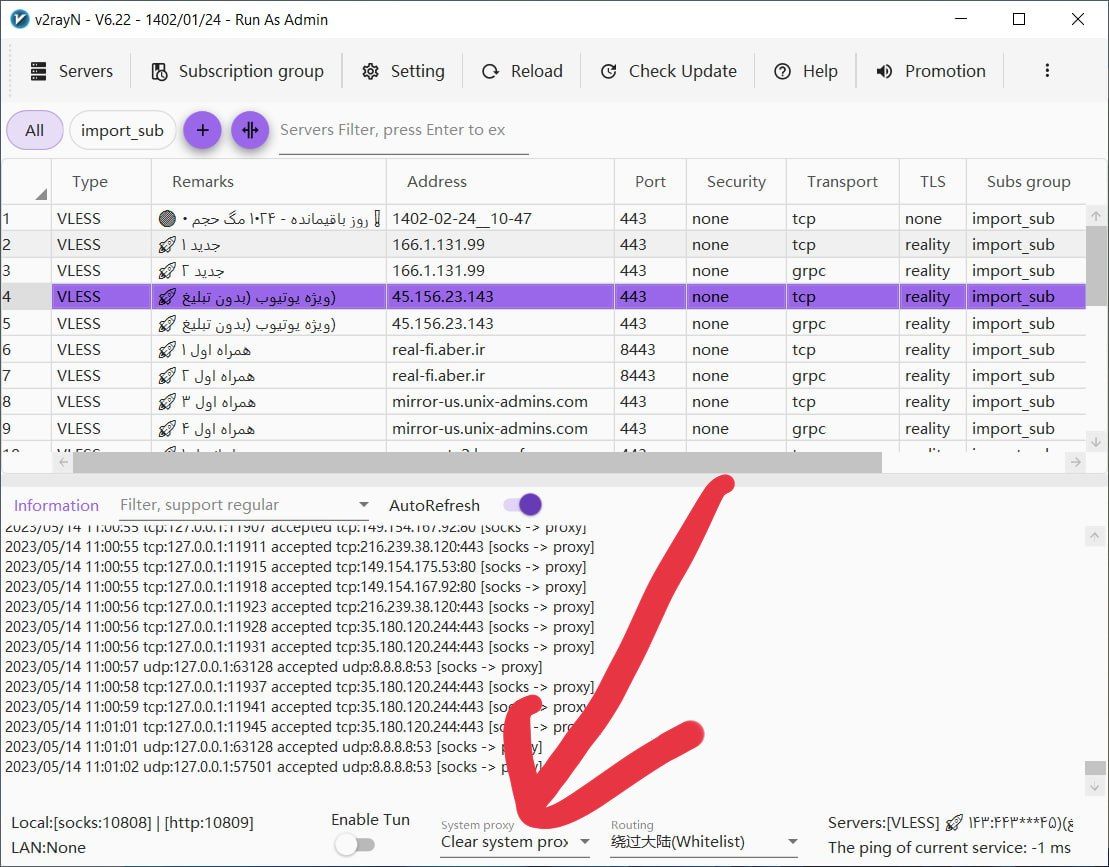 v2rayN - V6.22 - 1402/01/24 - Run As Admin
Servers Subscription group Setting Reload Check Update Help Promotion
All import_sub Servers Filter, press Enter to ex
Type Remarks Address Port Security Transport TLS Subs group
1 VLESS روز باقیمانده - ۱۰۲۴ مگ حجم 1402-02-24__10-47 443 none tcp none import_sub
2 VLESS جدید ۱ 166.1.131.99 443 none tcp reality import_sub
3 VLESS جدید ۲ 166.1.131.99 443 none grpc reality import_sub
4 VLESS ویژه یوتیوب (بدون تبلیغ) 45.156.23.143 443 none tcp reality import_sub
5 VLESS ویژه یوتیوب (بدون تبلیغ) 45.156.23.143 443 none grpc reality import_sub
6 VLESS همراه اول ۱ real-fi.aber.ir 8443 none tcp reality import_sub
7 VLESS همراه اول ۲ real-fi.aber.ir 8443 none grpc reality import_sub
8 VLESS همراه اول ۳ mirror-us.unix-admins.com 443 none tcp reality import_sub
9 VLESS همراه اول ۴ mirror-us.unix-admins.com 443 none grpc reality import_sub
Information Filter, support regular AutoRefresh
2023/05/14 11:00:55 tcp:127.0.0.1:11907 accepted tcp:149.154.167.92:80 [socks -> proxy]
2023/05/14 11:00:55 tcp:127.0.0.1:11911 accepted tcp:216.239.38.120:443 [socks -> proxy]
2023/05/14 11:00:55 tcp:127.0.0.1:11915 accepted tcp:149.154.175.53:80 [socks -> proxy]
2023/05/14 11:00:55 tcp:127.0.0.1:11918 accepted tcp:149.154.167.92:80 [socks -> proxy]
2023/05/14 11:00:56 tcp:127.0.0.1:11923 accepted tcp:216.239.38.120:443 [socks -> proxy]
2023/05/14 11:00:56 tcp:127.0.0.1:11928 accepted tcp:35.180.120.244:443 [socks -> proxy]
2023/05/14 11:00:56 tcp:127.0.0.1:11931 accepted tcp:35.180.120.244:443 [socks -> proxy]
2023/05/14 11:00:57 udp:127.0.0.1:63128 accepted udp:8.8.8.8:53 [socks -> proxy]
2023/05/14 11:00:58 tcp:127.0.0.1:11937 accepted tcp:35.180.120.244:443 [socks -> proxy]
2023/05/14 11:00:59 tcp:127.0.0.1:11941 accepted tcp:35.180.244:443 [socks > proxy]
2023/05/14 11:01:01 tcp:127.0.0.1:11945 accepted tcp:35.180.120.244:443 [so -> proxy]
2023/05/14 11:01:01 udp:127.0.0.1:63128 accepted udp:8.8.8.8:53 [socks -> p y]
2023/05/14 11:01:02 udp:127.0.0.1:57501 accepted udp:8.8.8.8:53 [socks -> p y]
Local:[socks:10808] | [http:10809]
LAN:None
Enable Tun
System proxy
Clear system prox
Routing
绕过大陆(Whitelist)
Servers:[VLESS] ۱۴۳:۴۴۳***۴۵)(غ
The ping of current service: -1 ms